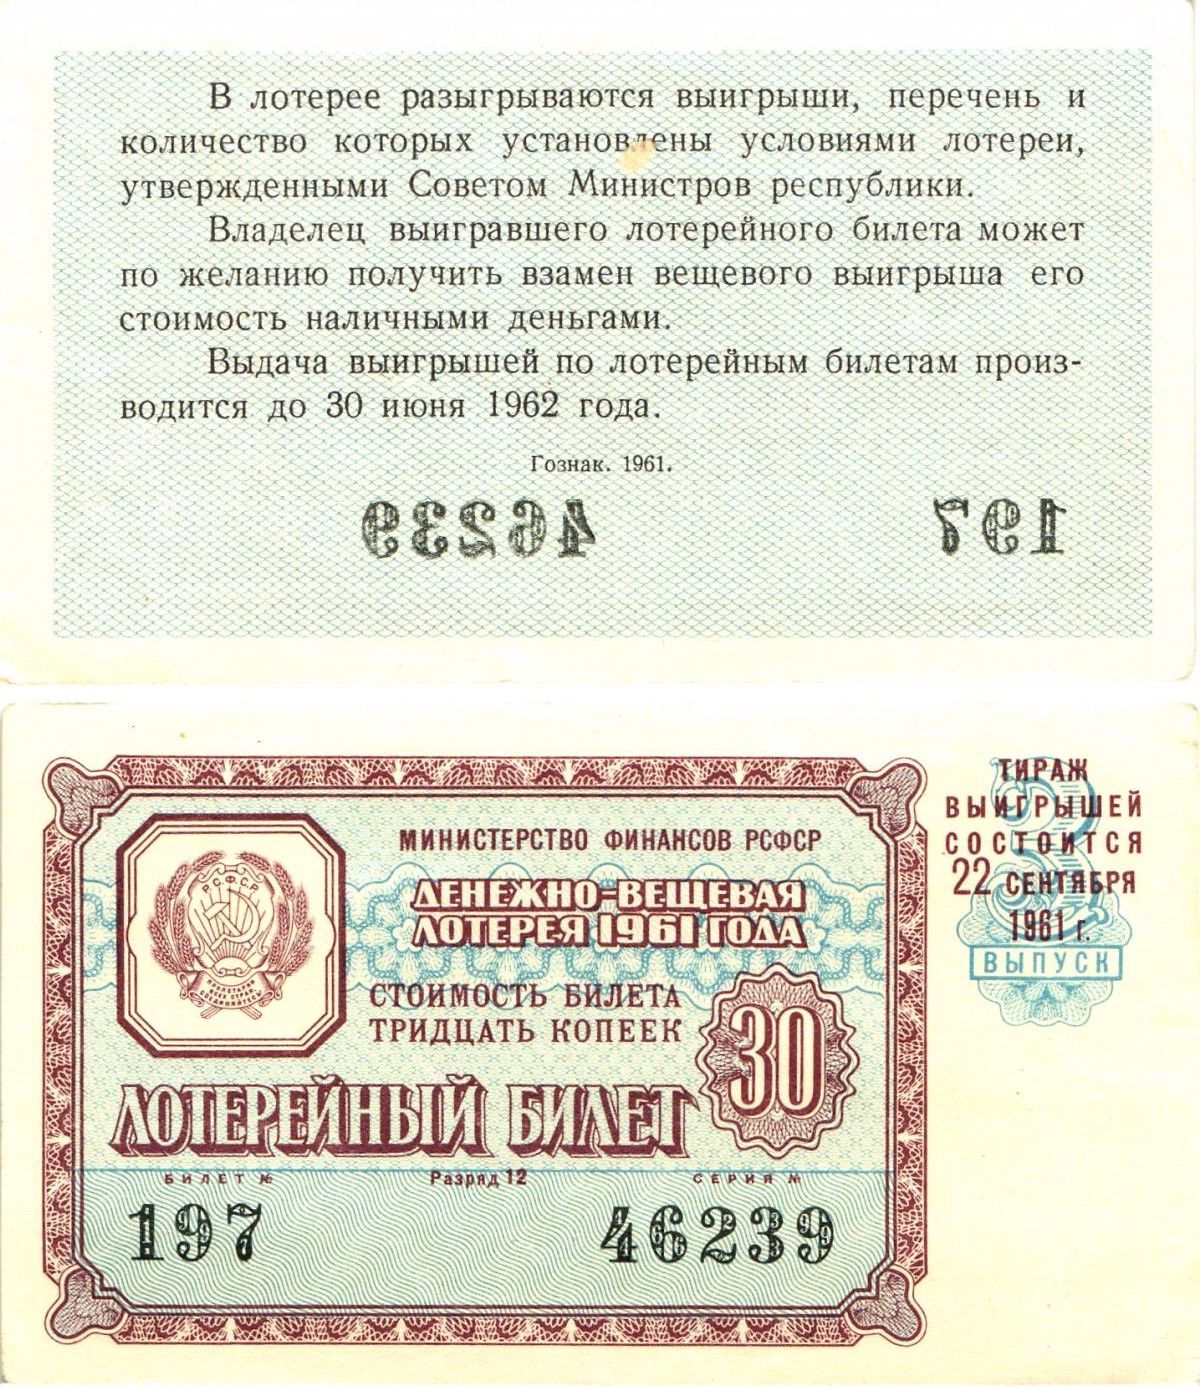 В лотерее разыгрываются выигрыши, перечень и
количество которых установлены условиями лотереи,
утвержденными Советом Министров республики.
Владелец выигравшего лотерейного билета может
по желанию получить взамен вещевого выигрыша его
стоимость наличными деньгами.
Выдача выигрышей по лотерейным билетам произ-
водится до 30 июня 1962 года.
Гознак. 1961.
46239
197
РСФСР
МИНИСТЕРСТВО ФИНАНСОВ РСФСР
ДЕНЕЖНО-ВЕЩЕВАЯ
ЛОТЕРЕЯ 1961 ГОДА
СТОИМОСТЬ БИЛЕТА
ТРИДЦАТЬ КОПЕЕК
30
ЛОТЕРЕЙНЫЙ БИЛЕТ
БИЛЕТ № Разряд 12 СЕРИЯ №
197 46239
ТИРАЖ
ВЫИГРЫШЕЙ
СОСТОИТСЯ
22 СЕНТЯБРЯ
1961 г.
3
ВЫПУСК